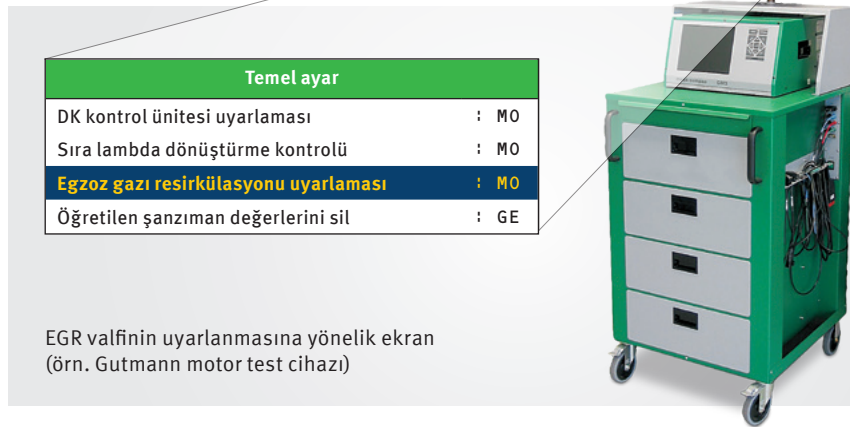 Temel ayar
DK kontrol ünitesi uyarlaması : MO
Sıra lambda dönüştürme kontrolü : MO
Egzoz gazı resirkülasyonu uyarlaması : MO
Öğretilen şanzıman değerlerini sil : GE
EGR valfinin uyarlanmasına yönelik ekran
(örn. Gutmann motor test cihazı)